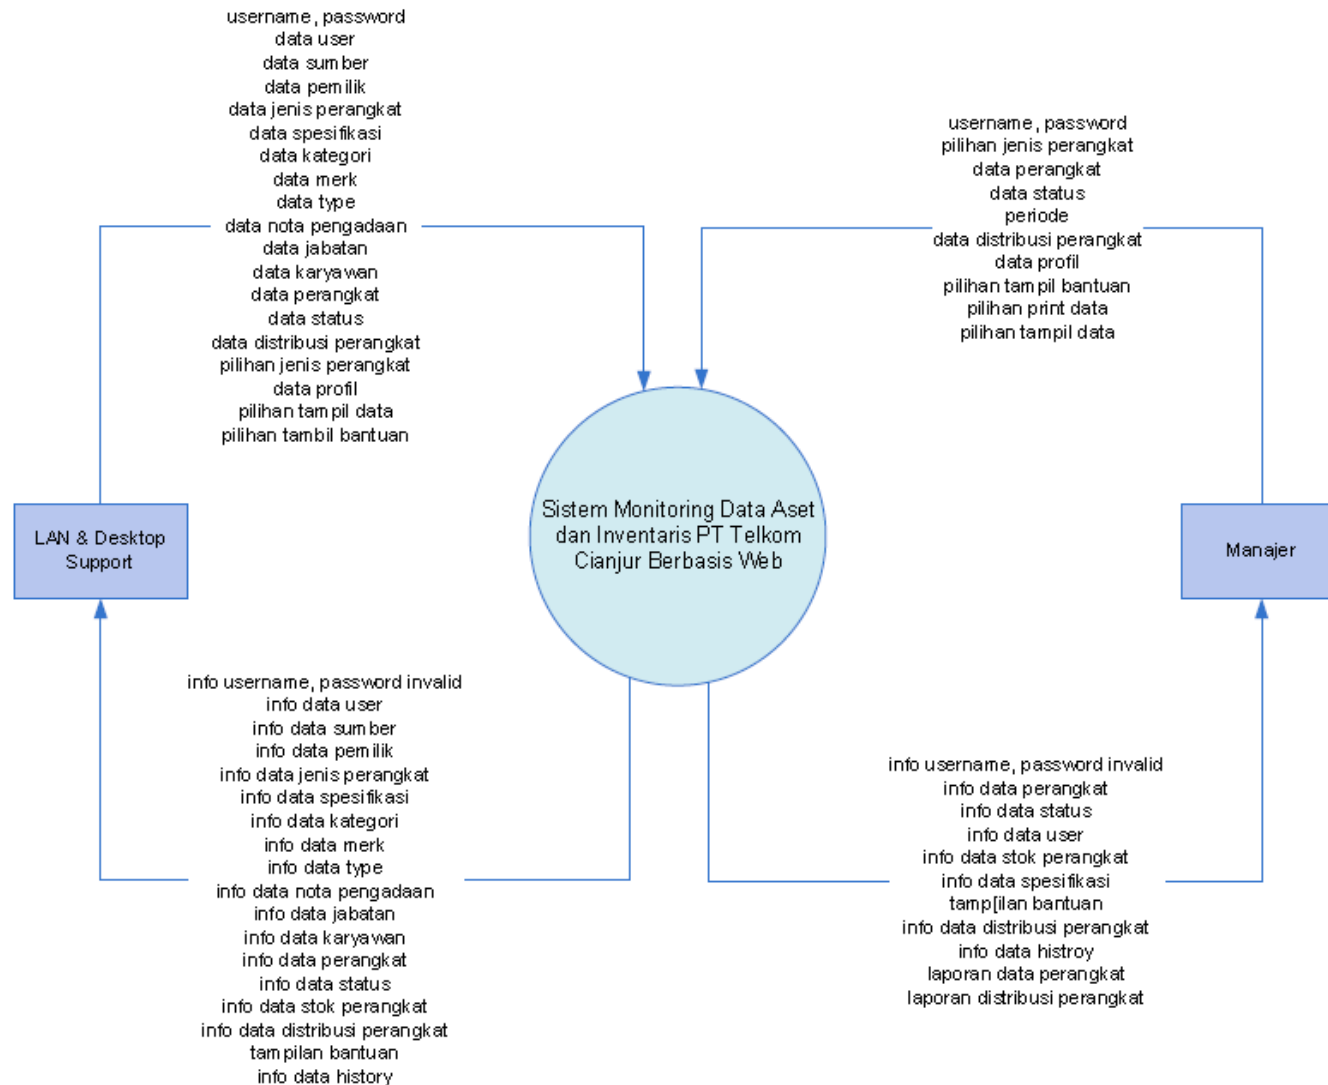 username, password
data user
data sumber
data pemilik
data jenis perangkat
data spesifikasi
data kategori
data merk
data type
data nota pengadaan
data jabatan
data karyawan
data perangkat
data status
data distribusi perangkat
pilihan jenis perangkat
data profil
pilihan tampil data
pilihan tambil bantuan
username, password
pilihan jenis perangkat
data perangkat
data status
periode
data distribusi perangkat
data profil
pilihan tampil bantuan
pilihan print data
pilihan tampil data
LAN & Desktop
Support
Sistem Monitoring Data Aset
dan Inventaris PT Telkom
Cianjur Berbasis Web
Manajer
info username, password invalid
info data user
info data sumber
info data pemilik
info data jenis perangkat
info data spesifikasi
info data kategori
info data merk
info data type
info data nota pengadaan
info data jabatan
info data karyawan
info data perangkat
info data status
info data stok perangkat
info data distribusi perangkat
tampilan bantuan
info data history
info username, password invalid
info data perangkat
info data status
info data user
info data stok perangkat
info data spesifikasi
tamp[ilan bantuan
info data distribusi perangkat
info data histroy
laporan data perangkat
laporan distribusi perangkat